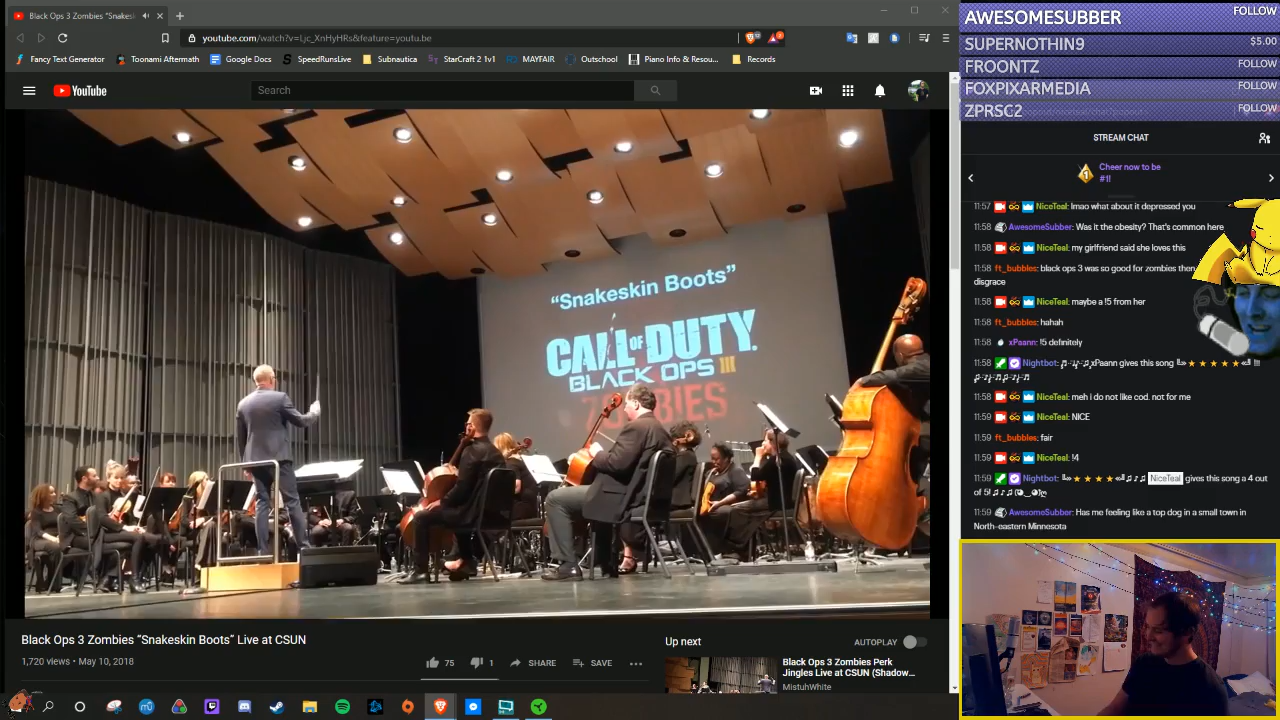 Black Ops 3 Zombies "Snakesk
youtube.com/watch?v=Ljc_XnHyHRs&feature=youtu.be
Fancy Text Generator
Toonami Aftermath
Google Docs
SpeedRunsLive
Subnautica
StarCraft 2 1v1
MAYFAIR
Outschool
Piano Info & Resou...
Records
YouTube
Search
"Snakeskin Boots"
CALL OF DUTY
BLACK OPS III
ZOMBIES
Black Ops 3 Zombies "Snakeskin Boots" Live at CSUN
1,720 views • May 10, 2018
75
1
SHARE
SAVE
Up next
AUTOPLAY
Black Ops 3 Zombies Perk
Jingles Live at CSUN (Shadow...
MistuhWhite
AWESOMESUBBER FOLLOW
SUPERNOTHIN9 $5.00
FROONTZ FOLLOW
FOXPIXARMEDIA FOLLOW
ZPRSC2 FOLLOW
STREAM CHAT
Cheer now to be
#1!
11:57 NiceTeal: lmao what about it depressed you
11:58 AwesomeSubber: Was it the obesity? That's common here
11:58 NiceTeal: my girlfriend said she loves this
11:58 ft_bubbles: black ops 3 was so good for zombies then
disgrace
11:58 NiceTeal: maybe a !5 from her
11:58 ft_bubbles: hahah
11:58 xPaann: !5 definitely
11:58 Nightbot: xPaann gives this song ★ ★ ★ ★ ★
11:58 NiceTeal: meh i do not like cod. not for me
11:59 NiceTeal: NICE
11:59 ft_bubbles: fair
11:59 NiceTeal: !4
11:59 Nightbot: ★ ★ ★ ★ NiceTeal gives this song a 4 out
of 5!
11:59 AwesomeSubber: Has me feeling like a top dog in a small town in
North-eastern Minnesota